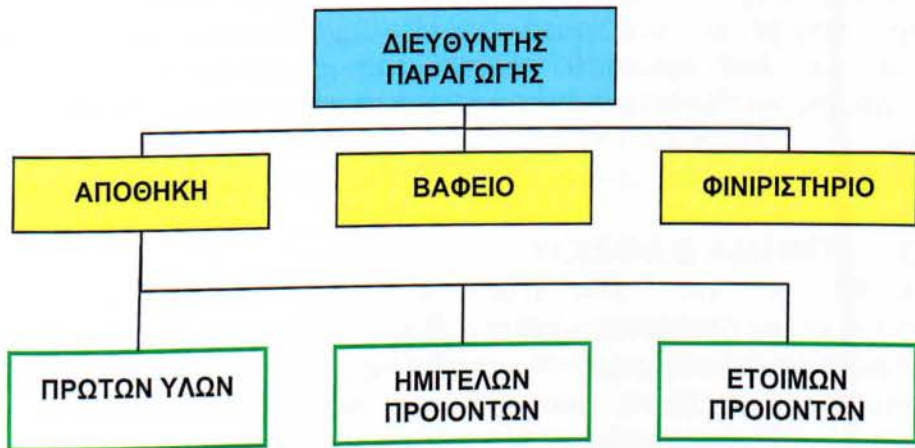 ΔΙΕΥΘΥΝΤΗΣ
ΠΑΡΑΓΩΓΗΣ
ΑΠΟΘΗΚΗ
ΒΑΦΕΙΟ
ΦΙΝΙΡΙΣΤΗΡΙΟ
ΠΡΩΤΩΝ ΥΛΩΝ
ΗΜΙΤΕΛΩΝ
ΠΡΟΙΟΝΤΩΝ
ΕΤΟΙΜΩΝ
ΠΡΟΙΟΝΤΩΝ